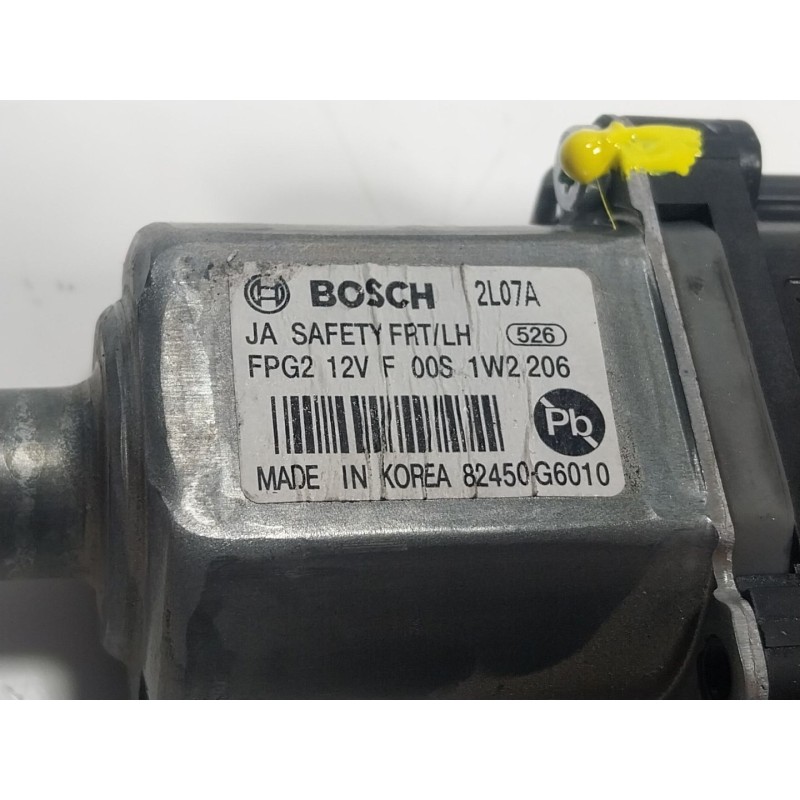 BOSCH 2L07A
JA SAFETY FRT/LH 526
FPG2 12V F 00S 1W2 206
Pb
MADE IN KOREA 82450-G6010